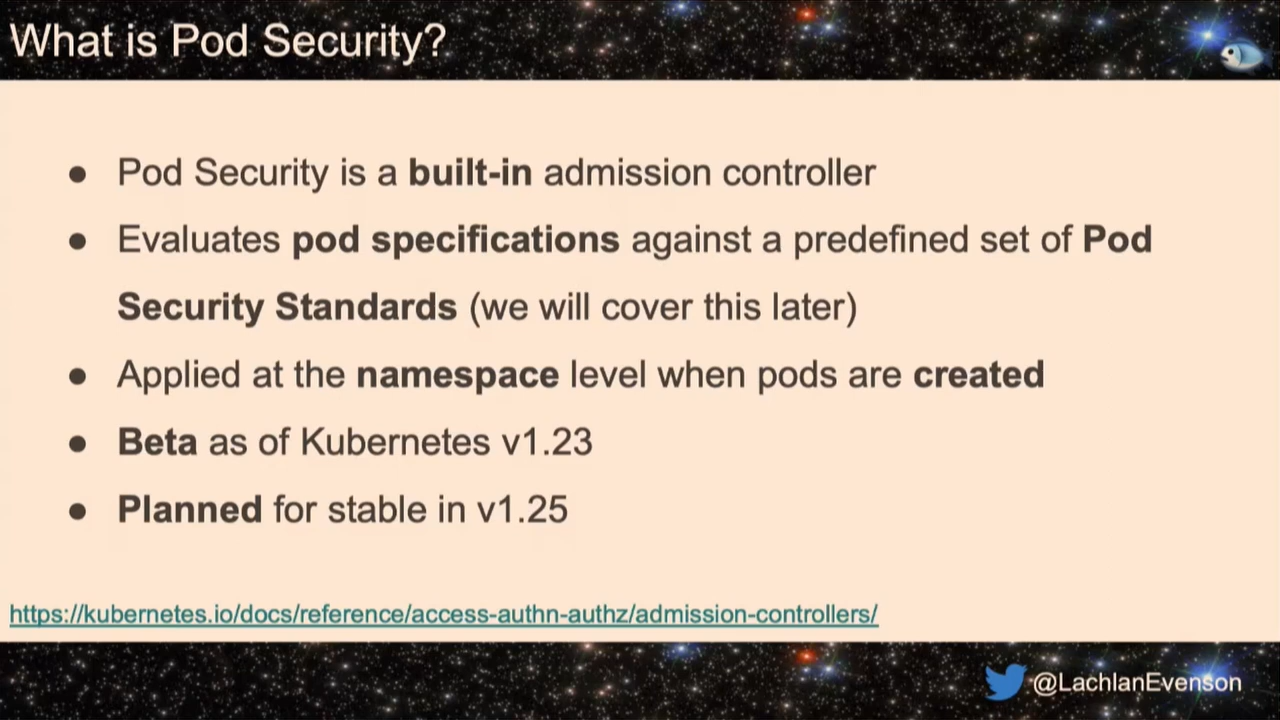 What is Pod Security?
● Pod Security is a built-in admission controller
● Evaluates pod specifications against a predefined set of Pod
Security Standards (we will cover this later)
● Applied at the namespace level when pods are created
● Beta as of Kubernetes v1.23
● Planned for stable in v1.25
https://kubernetes.io/docs/reference/access-authn-authz/admission-controllers/
@LachlanEvenson